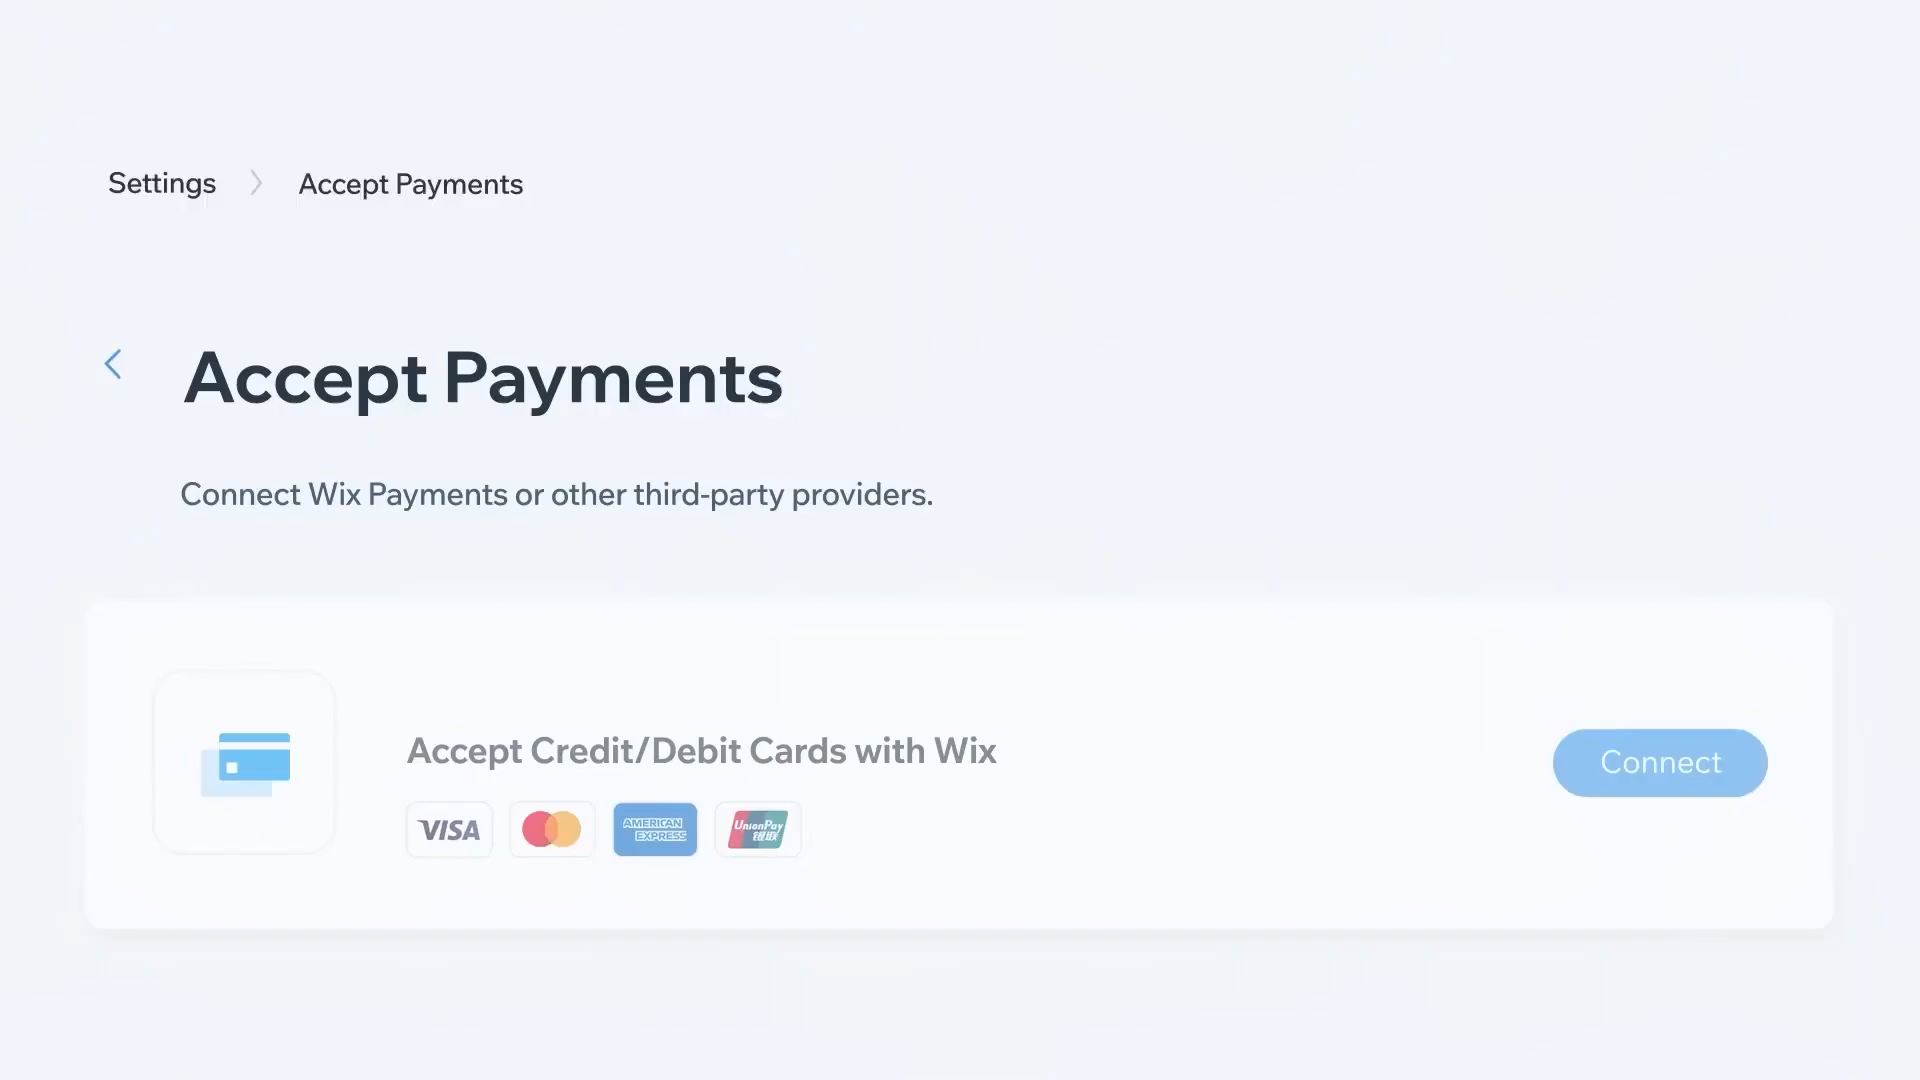 Settings
Accept Payments
Accept Payments
Connect Wix Payments or other third-party providers.
Accept Credit/Debit Cards with Wix
Connect
VISA
AMERICAN
EXPRESS
UnionPay
银联